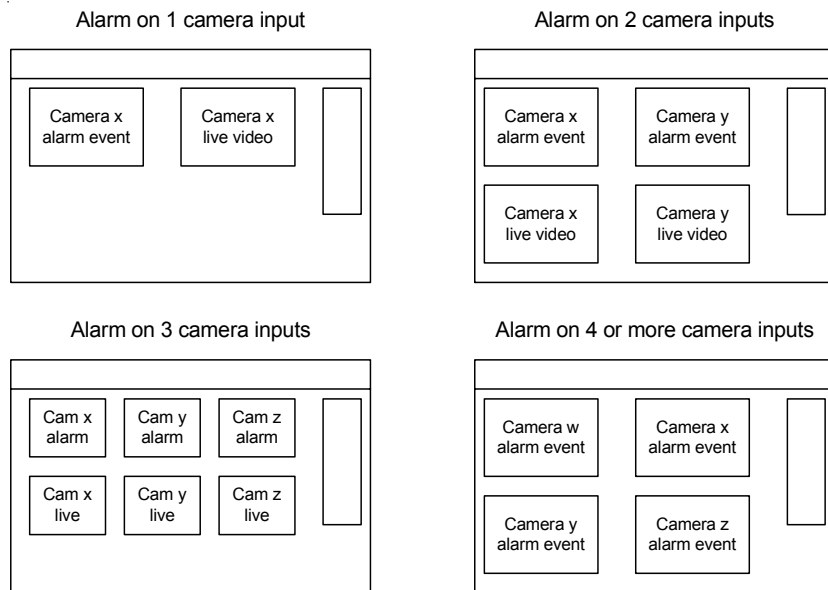 Alarm on 1 camera input
Camera x
alarm event
Camera x
live video
Alarm on 2 camera inputs
Camera x
alarm event
Camera y
alarm event
Camera x
live video
Camera y
live video
Alarm on 3 camera inputs
Cam x
alarm
Cam y
alarm
Cam z
alarm
Cam x
live
Cam y
live
Cam z
live
Alarm on 4 or more camera inputs
Camera w
alarm event
Camera x
alarm event
Camera y
alarm event
Camera z
alarm event